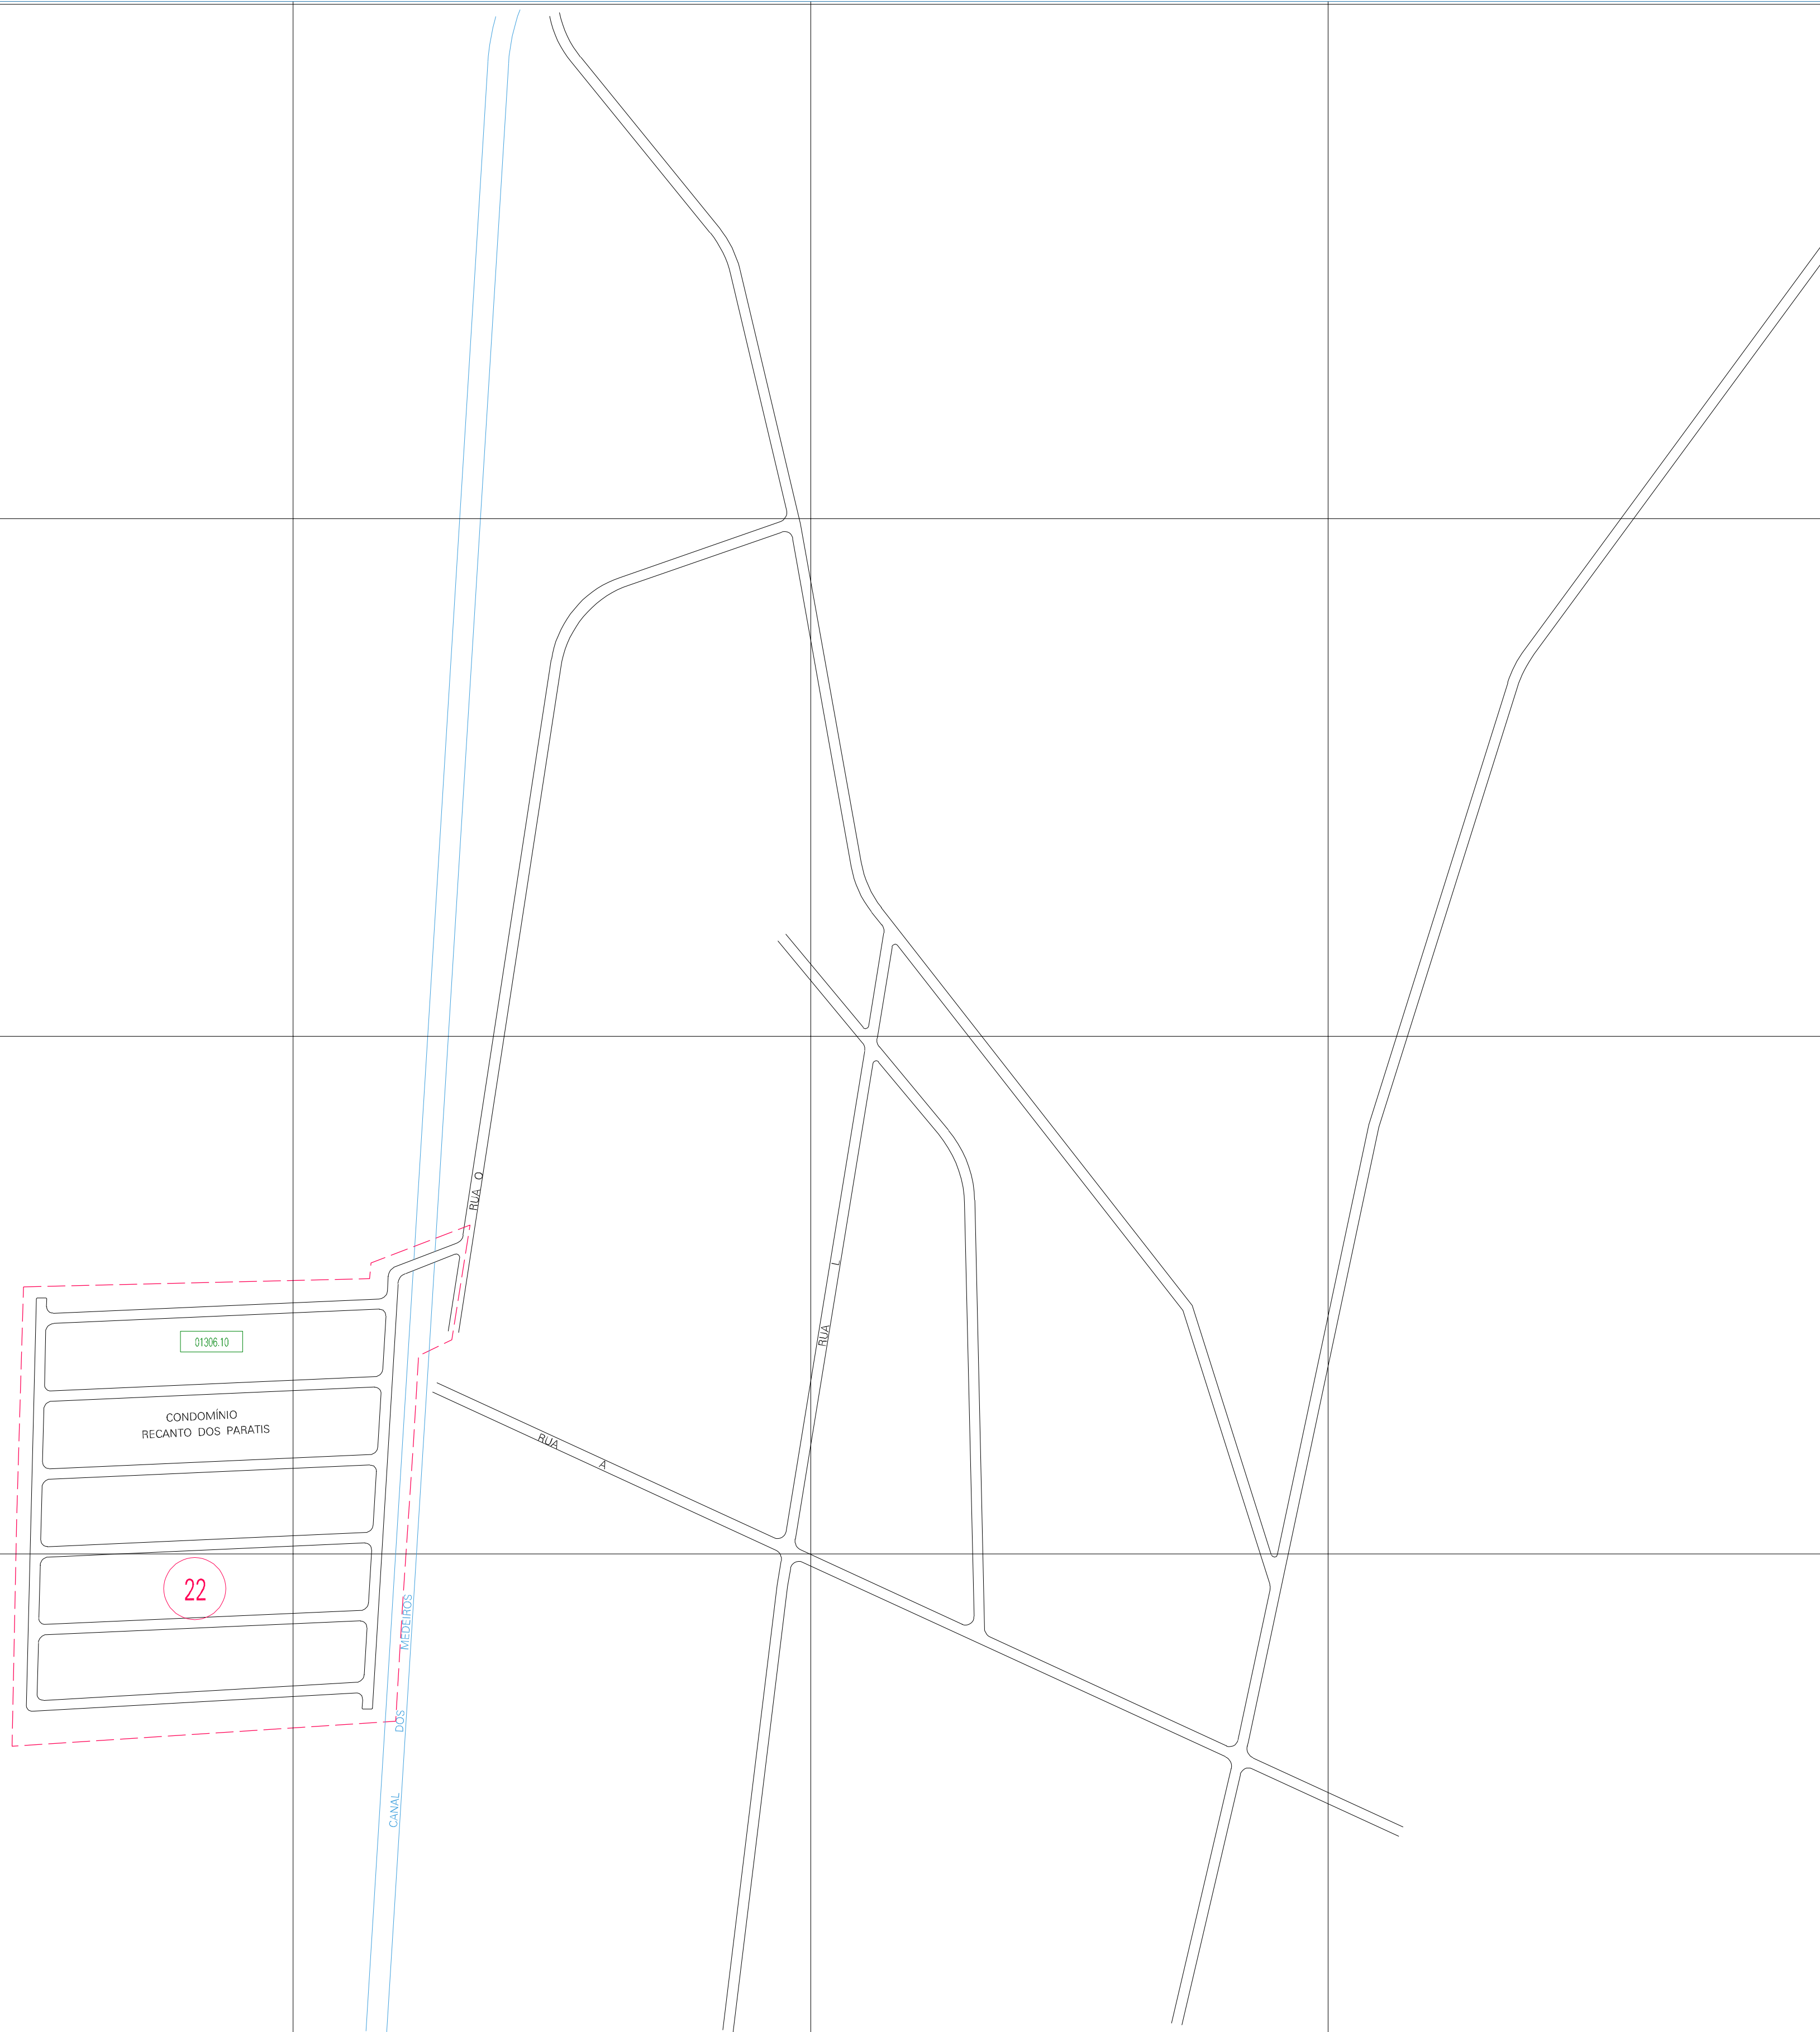 RUA O
RUA L
01306.10
CONDOMÍNIO
RECANTO DOS PARATIS
RUA A
22
CANAL DOS MEDEIROS